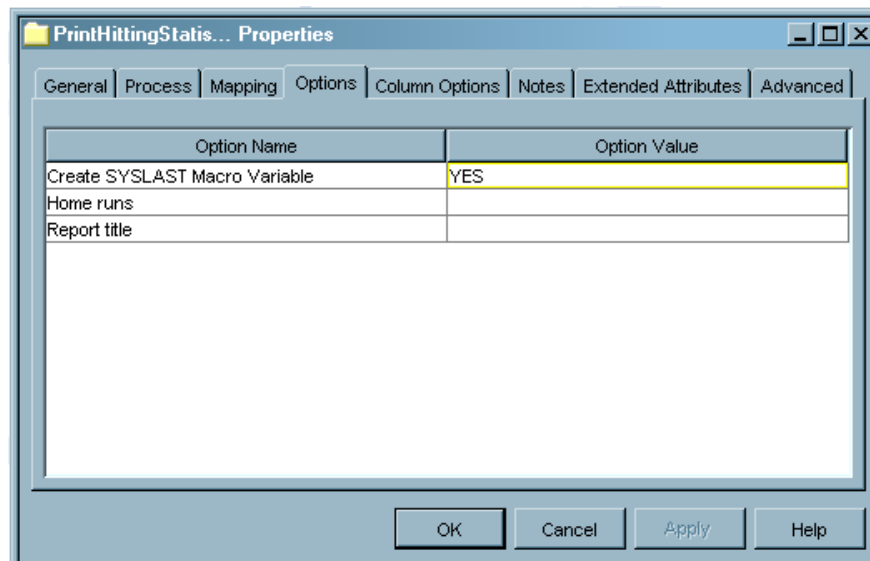 PrintHittingStatis... Properties
General Process Mapping Options Column Options Notes Extended Attributes Advanced
Option Name Option Value
Create SYSLAST Macro Variable YES
Home runs
Report title
OK Cancel Apply Help